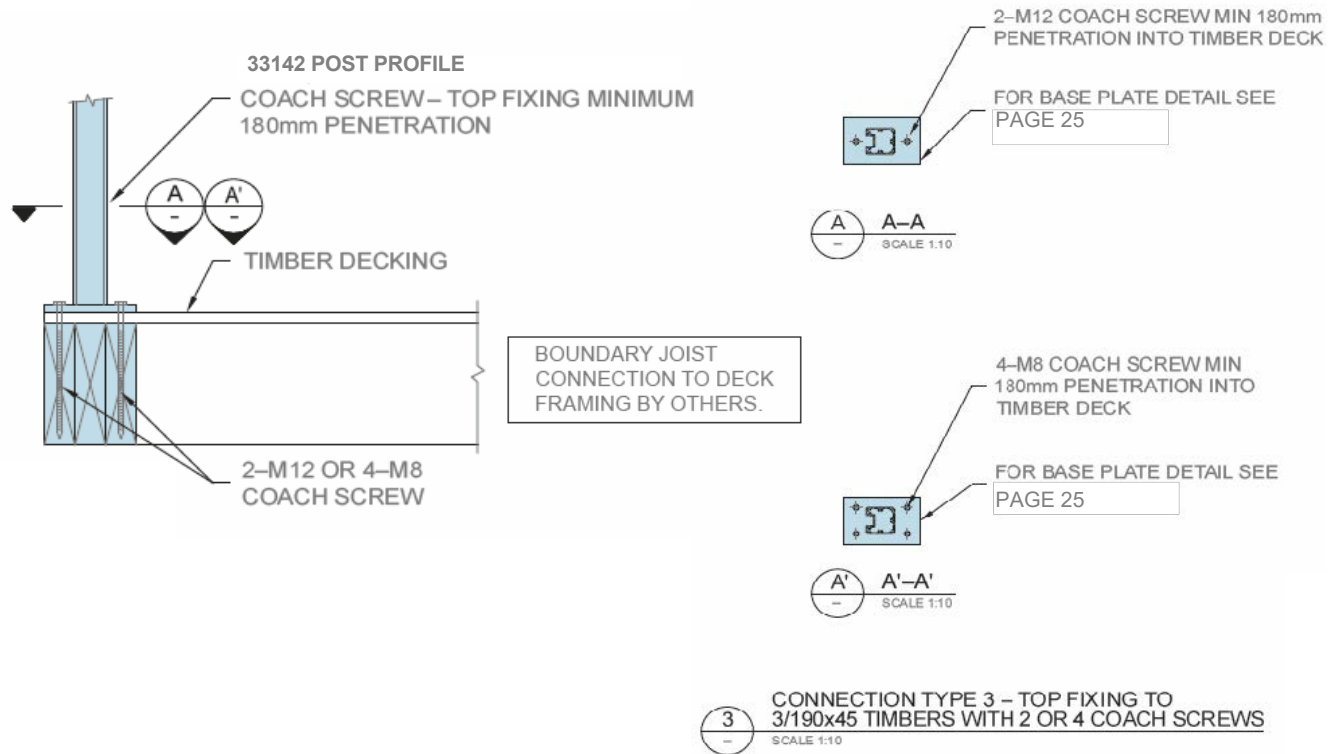 33142 POST PROFILE
COACH SCREW – TOP FIXING MINIMUM
180mm PENETRATION
A
-
A'
-
TIMBER DECKING
BOUNDARY JOIST
CONNECTION TO DECK
FRAMING BY OTHERS.
2–M12 OR 4–M8
COACH SCREW
2–M12 COACH SCREW MIN 180mm
PENETRATION INTO TIMBER DECK
FOR BASE PLATE DETAIL SEE
PAGE 25
A
–
A–A
SCALE 1:10
4–M8 COACH SCREW MIN
180mm PENETRATION INTO
TIMBER DECK
FOR BASE PLATE DETAIL SEE
PAGE 25
A'
–
A'–A'
SCALE 1:10
3
–
CONNECTION TYPE 3 – TOP FIXING TO
3/190x45 TIMBERS WITH 2 OR 4 COACH SCREWS
SCALE 1:10